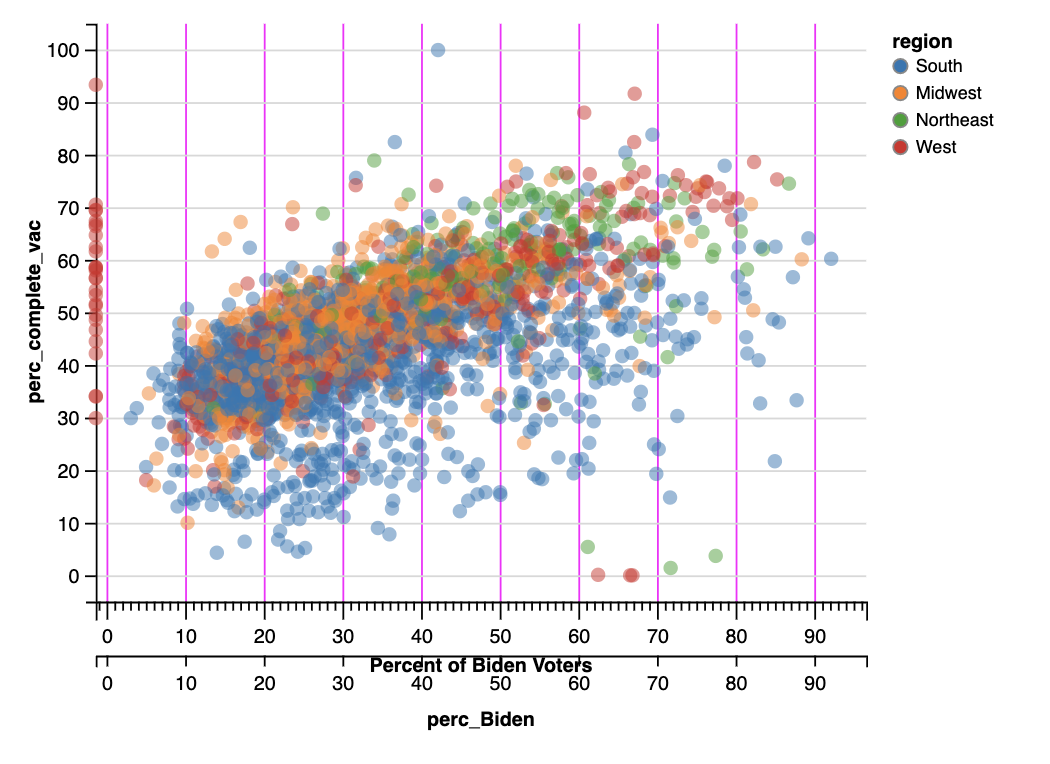 region
South
Midwest
Northeast
West
perc_complete_vac
100
90
80
70
60
50
40
30
20
10
0
0 10 20 30 40 50 60 70 80 90
Percent of Biden Voters
0 10 20 30 40 50 60 70 80 90
perc_Biden